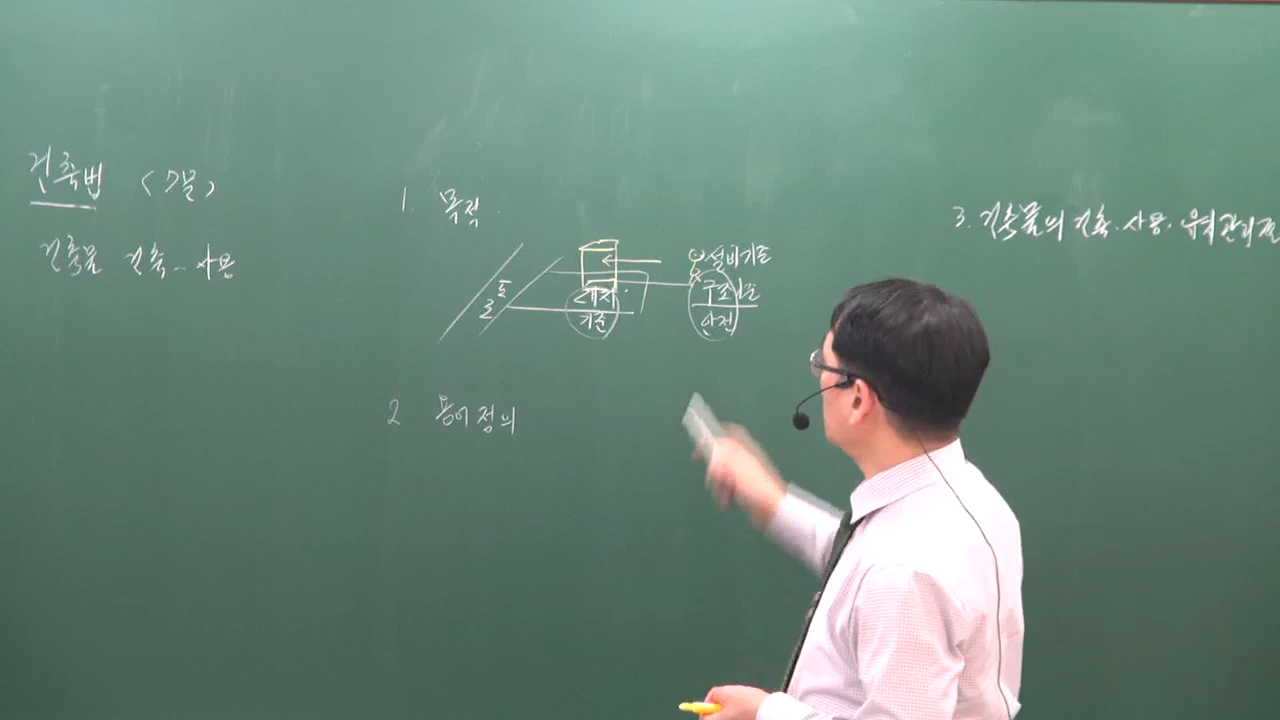 건축법 <7문>
건축물 건축 - 사용
1. 목적.
도로
대지
기준
설비기준
구조기준
안전
2 용어정의
3. 건축물의 건축. 사용. 유지관리